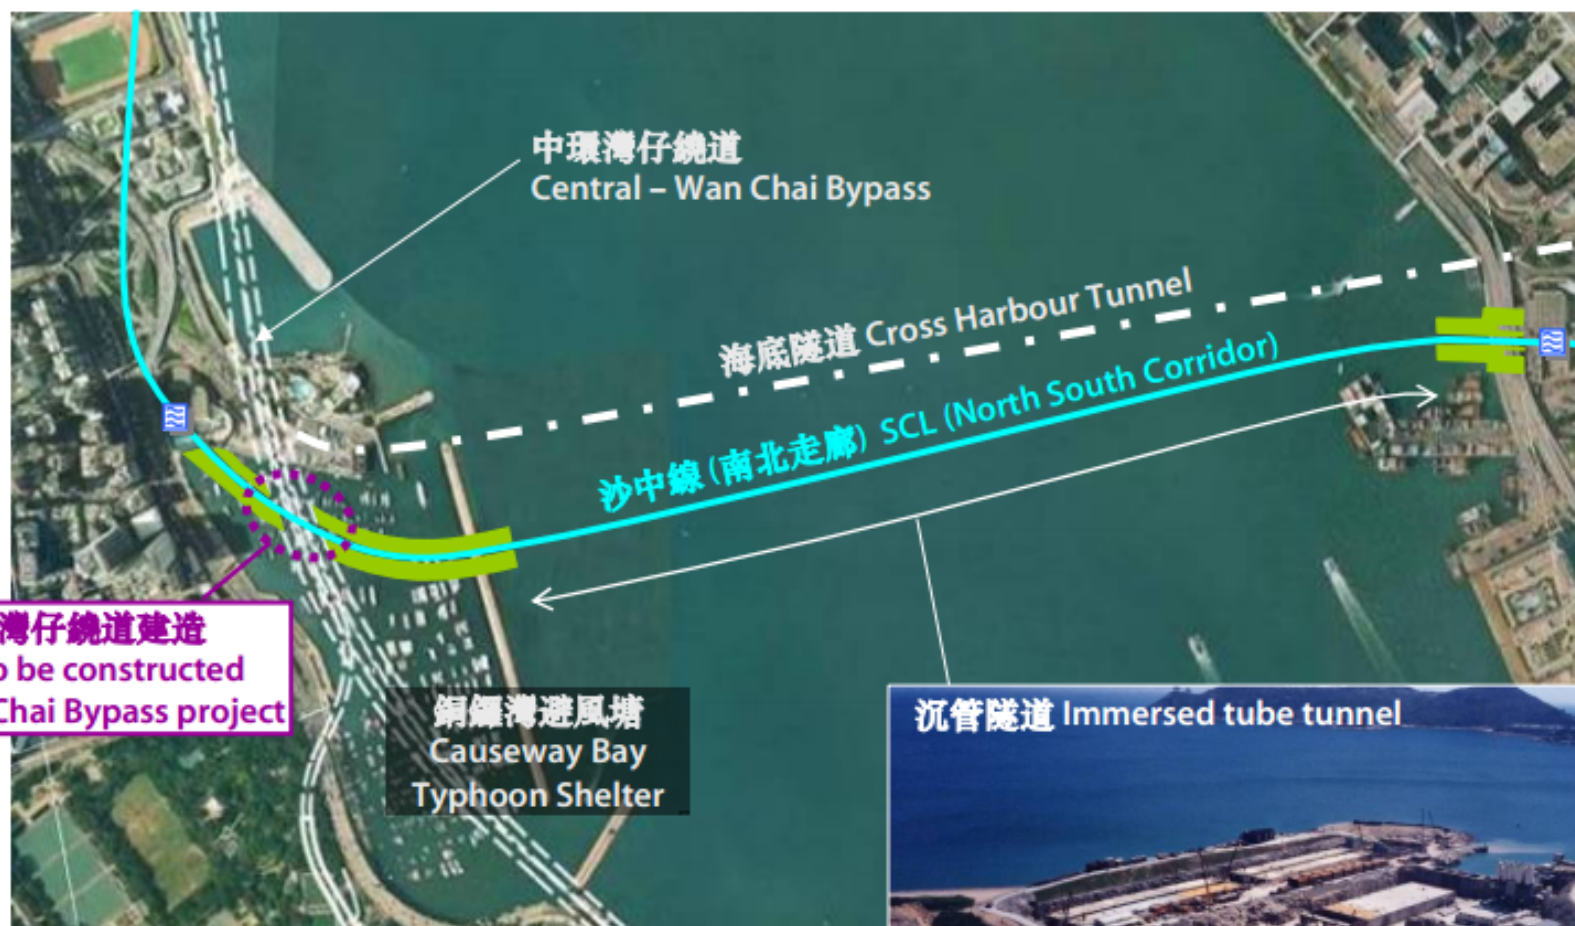 中環灣仔繞道
Central – Wan Chai Bypass
海底隧道 Cross Harbour Tunnel
沙中線 (南北走廊) SCL (North South Corridor)
灣仔繞道建造
be constructed
Chai Bypass project
銅鑼灣避風塘
Causeway Bay
Typhoon Shelter
沉管隧道 Immersed tube tunnel